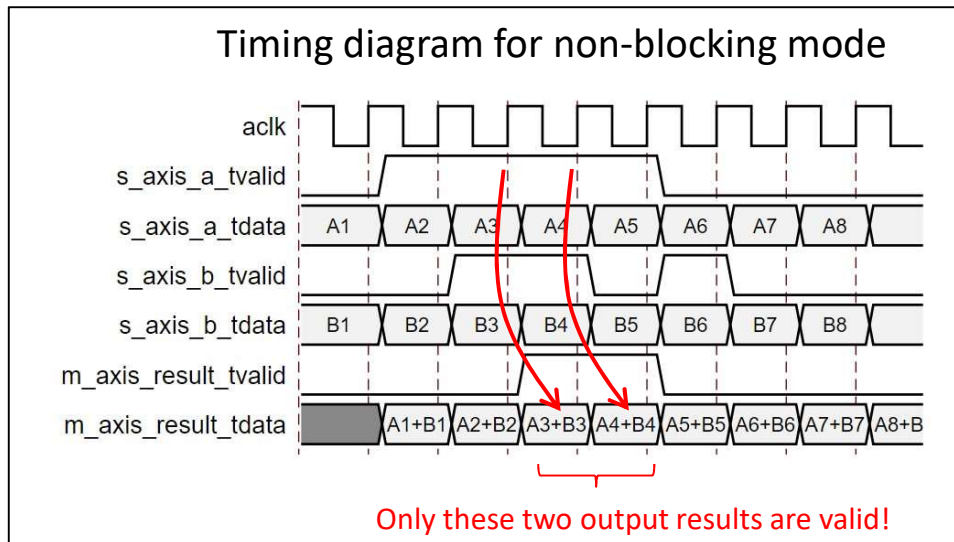 Timing diagram for non-blocking mode
aclk
s_axis_a_tvalid
s_axis_a_tdata A1 A2 A3 A4 A5 A6 A7 A8
s_axis_b_tvalid
s_axis_b_tdata B1 B2 B3 B4 B5 B6 B7 B8
m_axis_result_tvalid
m_axis_result_tdata A1+B1 A2+B2 A3+B3 A4+B4 A5+B5 A6+B6 A7+B7 A8+B
Only these two output results are valid!